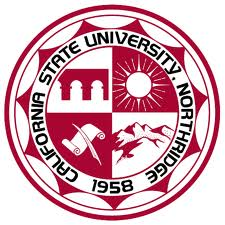 CALIFORNIA STATE UNIVERSITY, NORTHRIDGE
1958